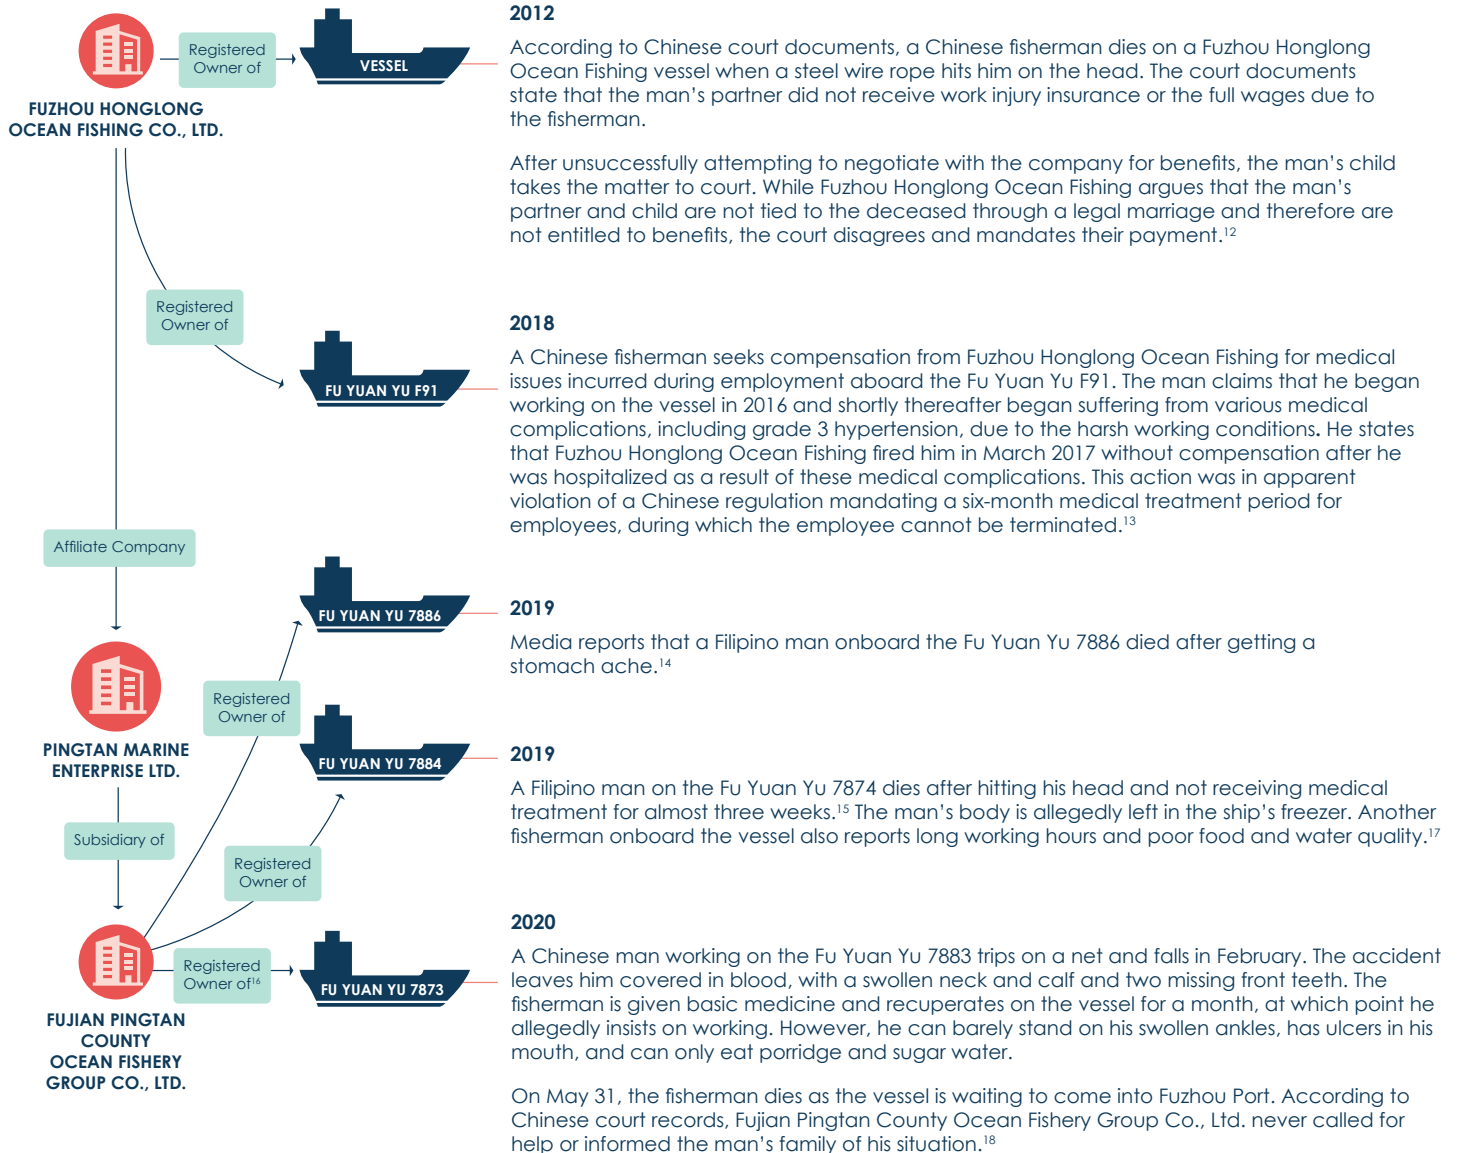 2012
Registered
Owner of
VESSEL
According to Chinese court documents, a Chinese fisherman dies on a Fuzhou Honglong
Ocean Fishing vessel when a steel wire rope hits him on the head. The court documents
state that the man’s partner did not receive work injury insurance or the full wages due to
the fisherman.
FUZHOU HONGLONG
OCEAN FISHING CO., LTD.
After unsuccessfully attempting to negotiate with the company for benefits, the man’s child
takes the matter to court. While Fuzhou Honglong Ocean Fishing argues that the man’s
partner and child are not tied to the deceased through a legal marriage and therefore are
not entitled to benefits, the court disagrees and mandates their payment.12
Registered
Owner of
2018
FU YUAN YU F91
A Chinese fisherman seeks compensation from Fuzhou Honglong Ocean Fishing for medical
issues incurred during employment aboard the Fu Yuan Yu F91. The man claims that he began
working on the vessel in 2016 and shortly thereafter began suffering from various medical
complications, including grade 3 hypertension, due to the harsh working conditions. He states
that Fuzhou Honglong Ocean Fishing fired him in March 2017 without compensation after he
was hospitalized as a result of these medical complications. This action was in apparent
violation of a Chinese regulation mandating a six-month medical treatment period for
employees, during which the employee cannot be terminated.13
Affiliate Company
2019
FU YUAN YU 7886
Media reports that a Filipino man onboard the Fu Yuan Yu 7886 died after getting a
stomach ache.14
Registered
Owner of
PINGTAN MARINE
ENTERPRISE LTD.
2019
FU YUAN YU 7884
A Filipino man on the Fu Yuan Yu 7874 dies after hitting his head and not receiving medical
treatment for almost three weeks.15 The man’s body is allegedly left in the ship’s freezer. Another
fisherman onboard the vessel also reports long working hours and poor food and water quality.17
Subsidiary of
Registered
Owner of
2020
Registered
Owner of16
FU YUAN YU 7873
A Chinese man working on the Fu Yuan Yu 7883 trips on a net and falls in February. The accident
leaves him covered in blood, with a swollen neck and calf and two missing front teeth. The
fisherman is given basic medicine and recuperates on the vessel for a month, at which point he
allegedly insists on working. However, he can barely stand on his swollen ankles, has ulcers in his
mouth, and can only eat porridge and sugar water.
FUJIAN PINGTAN
COUNTY
OCEAN FISHERY
GROUP CO., LTD.
On May 31, the fisherman dies as the vessel is waiting to come into Fuzhou Port. According to
Chinese court records, Fujian Pingtan County Ocean Fishery Group Co., Ltd. never called for
help or informed the man’s family of his situation.18